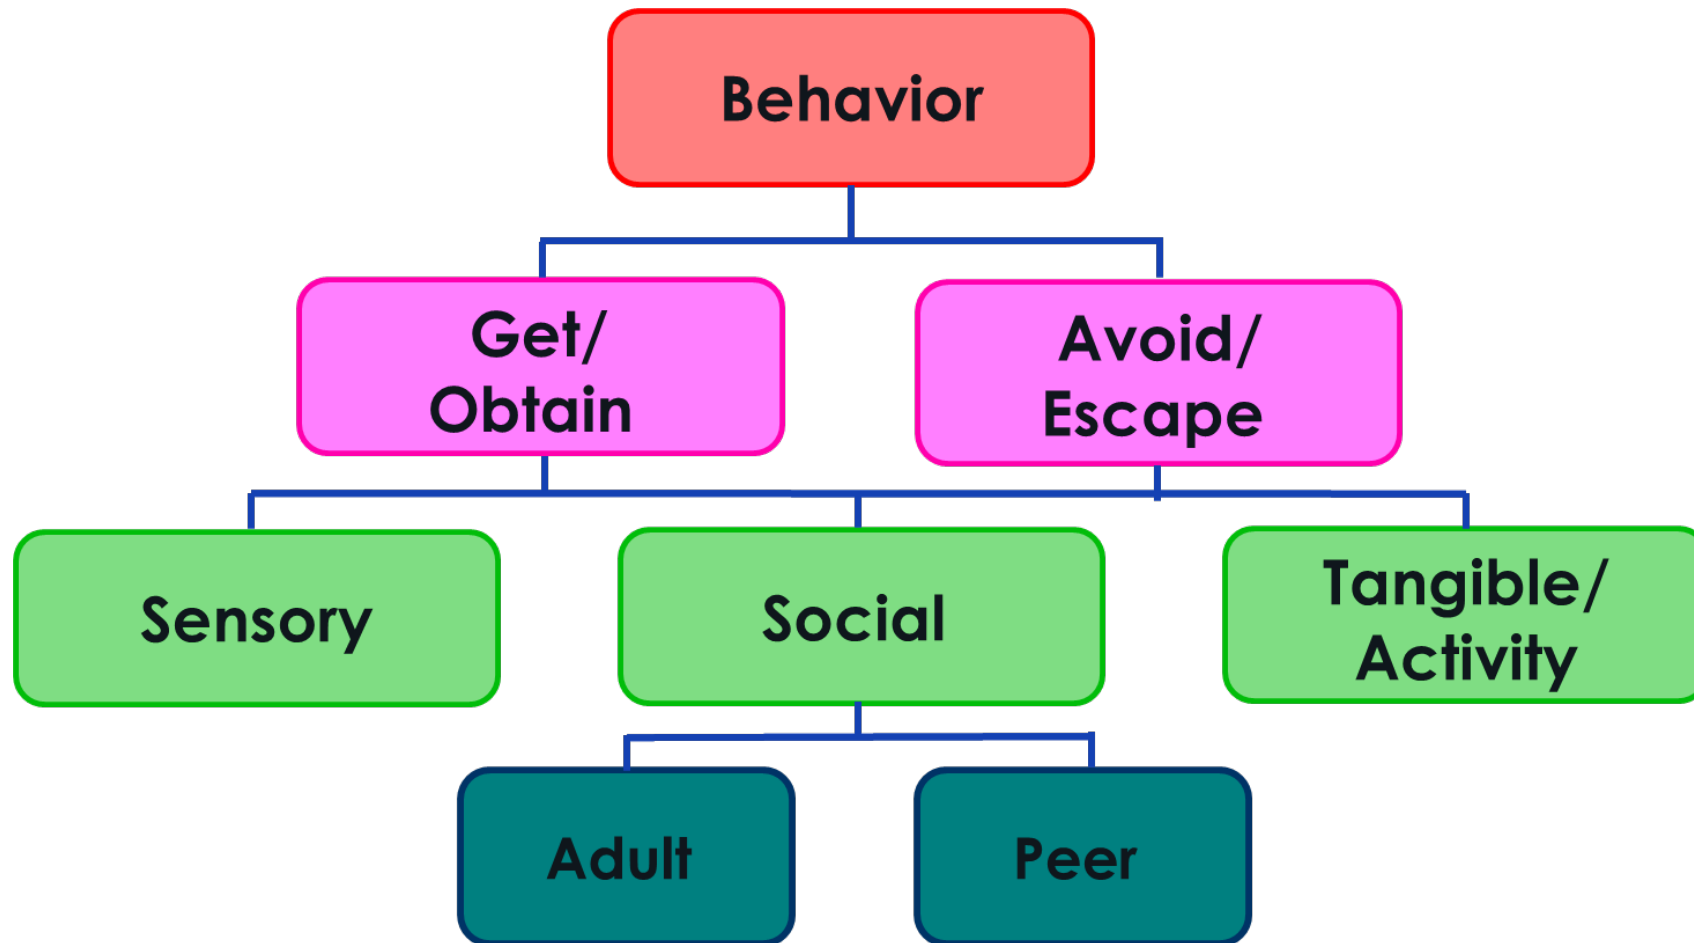 Behavior
Get/
Obtain
Avoid/
Escape
Sensory
Social
Tangible/
Activity
Adult
Peer